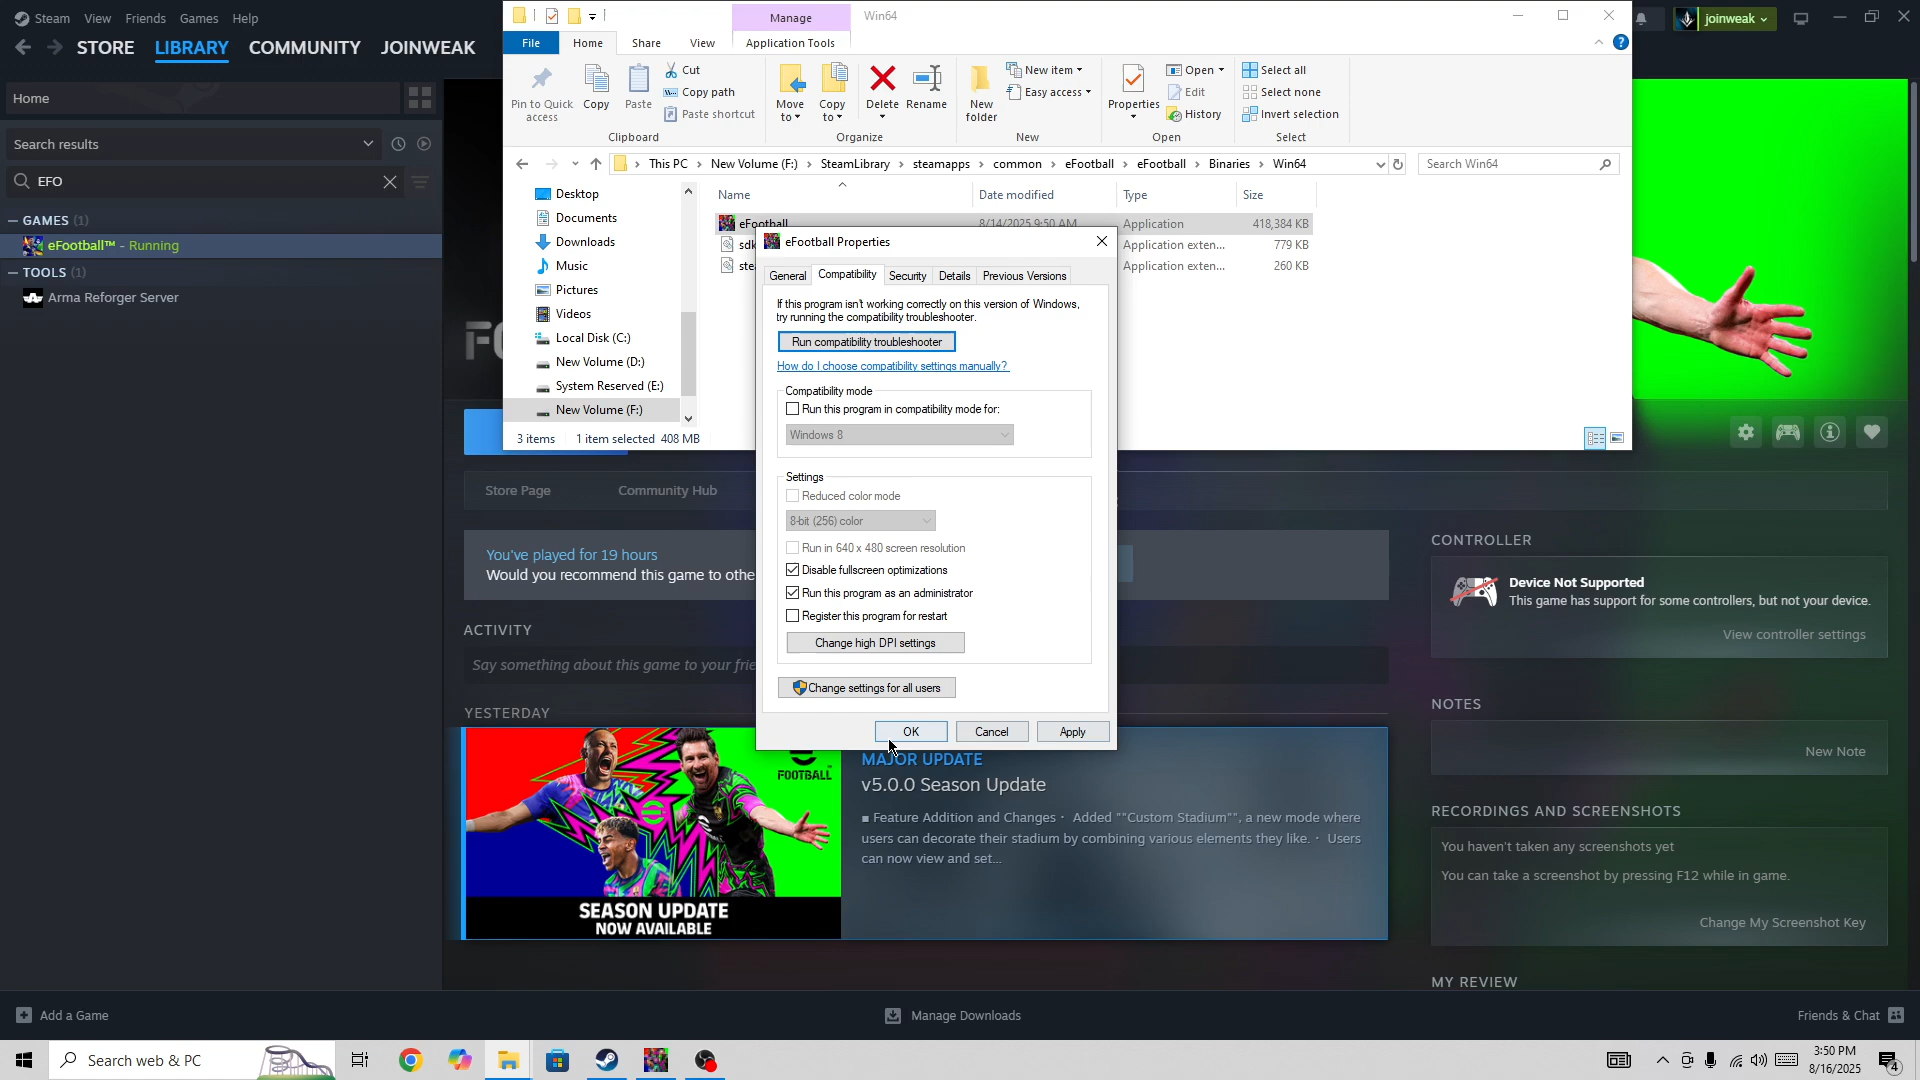 Steam View Friends Games Help
STORE LIBRARY COMMUNITY JOINWEAK
Home
Search results
EFO
GAMES (1)
eFootball™ - Running
TOOLS (1)
Arma Reforger Server
Add a Game
Manage
Win64
File Home Share View Application Tools
joinweak
Pin to Quick access
Copy
Paste
Cut
Copy path
Paste shortcut
Clipboard
Move to
Copy to
Delete
Rename
Organize
New folder
New item
Easy access
New
Properties
Open
Edit
History
Open
Select all
Select none
Invert selection
Select
This PC > New Volume (F:) > SteamLibrary > steamapps > common > eFootball > eFootball > Binaries > Win64
Search Win64
Name Date modified Type Size
Desktop
Documents
Downloads
Music
Pictures
Videos
Local Disk (C:)
New Volume (D:)
System Reserved (E:)
New Volume (F:)
eFootball 8/14/2025 9:50 AM Application 418,384 KB
sdk Application exten... 779 KB
ste Application exten... 260 KB
3 items 1 item selected 408 MB
eFootball Properties
General Compatibility Security Details Previous Versions
If this program isn't working correctly on this version of Windows,
try running the compatibility troubleshooter.
Run compatibility troubleshooter
How do I choose compatibility settings manually?
Compatibility mode
Run this program in compatibility mode for:
Windows 8
Settings
Reduced color mode
8-bit (256) color
Run in 640 x 480 screen resolution
Disable fullscreen optimizations
Run this program as an administrator
Register this program for restart
Change high DPI settings
Change settings for all users
OK Cancel Apply
Store Page Community Hub
You've played for 19 hours
Would you recommend this game to othe
ACTIVITY
Say something about this game to your frie
YESTERDAY
FOOTBALL
SEASON UPDATE
NOW AVAILABLE
MAJOR UPDATE
v5.0.0 Season Update
■ Feature Addition and Changes・ Added ""Custom Stadium"", a new mode where
users can decorate their stadium by combining various elements they like. ・ Users
can now view and set...
CONTROLLER
Device Not Supported
This game has support for some controllers, but not your device.
View controller settings
NOTES
New Note
RECORDINGS AND SCREENSHOTS
You haven't taken any screenshots yet
You can take a screenshot by pressing F12 while in game.
Change My Screenshot Key
MY REVIEW
Manage Downloads
Friends & Chat
Search web & PC
3:50 PM
8/16/2025
4